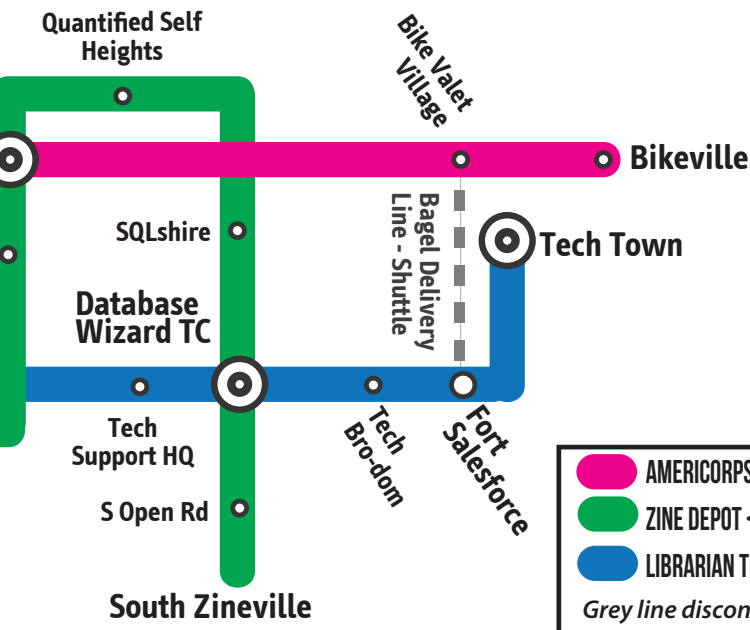 Quantified Self
Heights
Bike Valet
Village
Bikeville
SQLshire
Bagel Delivery
Line - Shuttle
Tech Town
Database
Wizard TC
Tech
Support HQ
Tech
Bro-dom
Fort
Salesforce
S Open Rd
South Zineville
AMERICORPS
ZINE DEPOT
LIBRARIAN
Grey line